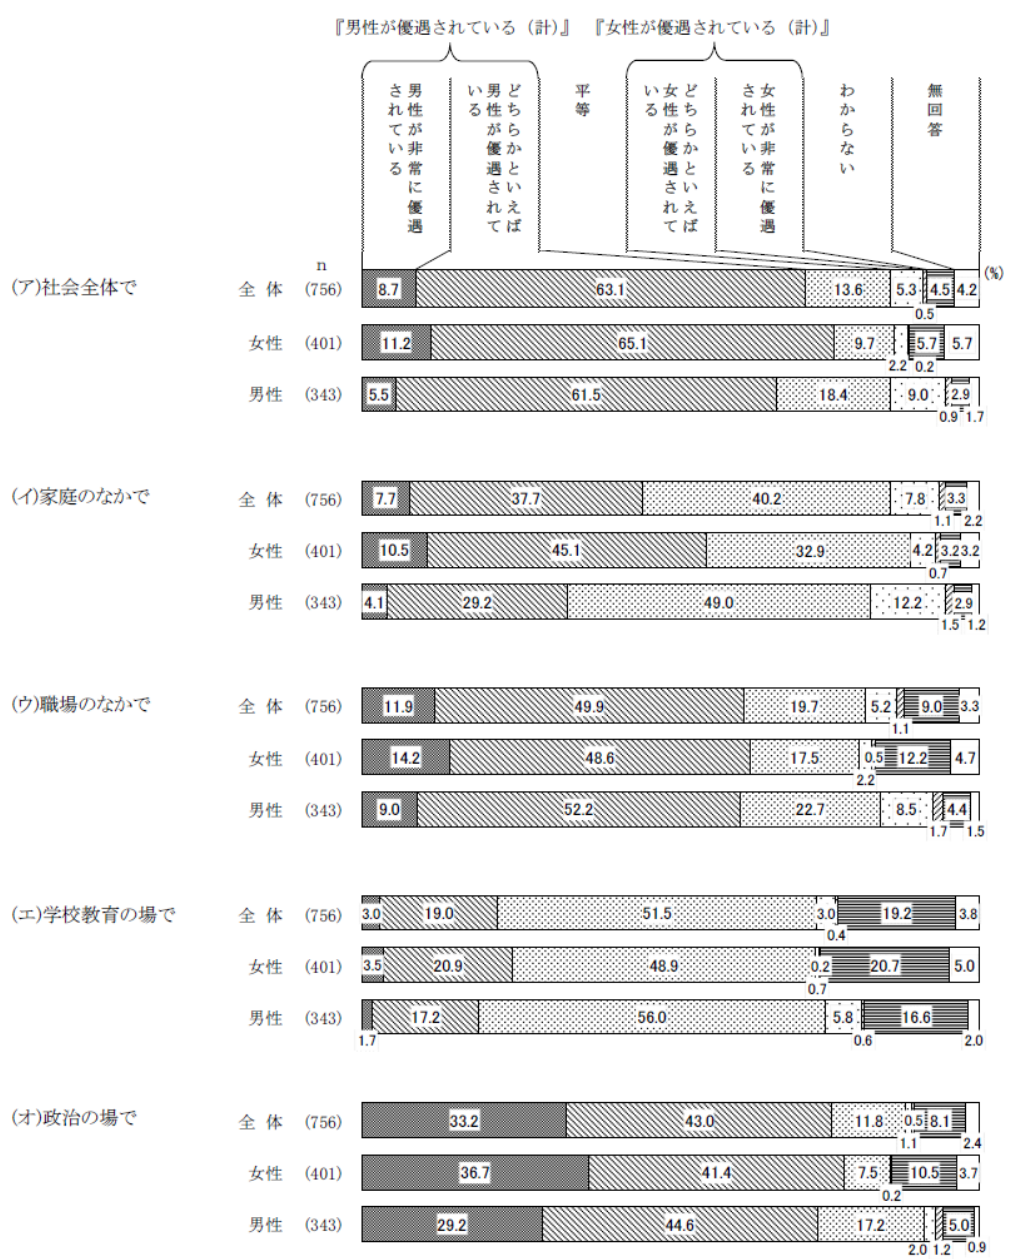 『男性が優遇されている（計）』 『女性が優遇されている（計）』
男性が非常に優遇されている
どちらかといえば男性が優遇されている
平等
どちらかといえば女性が優遇されている
女性が非常に優遇されている
わからない
無回答
n
(%)
(ア)社会全体で 全 体 (756) 8.7 63.1 13.6 5.3 0.5 4.5 4.2
女性 (401) 11.2 65.1 9.7 2.2 0.2 5.7 5.7
男性 (343) 5.5 61.5 18.4 9.0 0.9 2.9 1.7
(イ)家庭のなかで 全 体 (756) 7.7 37.7 40.2 7.8 1.1 3.3 2.2
女性 (401) 10.5 45.1 32.9 4.2 0.7 3.2 3.2
男性 (343) 4.1 29.2 49.0 12.2 1.5 2.9 1.2
(ウ)職場のなかで 全 体 (756) 11.9 49.9 19.7 5.2 1.1 9.0 3.3
女性 (401) 14.2 48.6 17.5 2.2 0.5 12.2 4.7
男性 (343) 9.0 52.2 22.7 8.5 1.7 4.4 1.5
(エ)学校教育の場で 全 体 (756) 3.0 19.0 51.5 3.0 0.4 19.2 3.8
女性 (401) 3.5 20.9 48.9 0.7 0.2 20.7 5.0
男性 (343) 1.7 17.2 56.0 5.8 0.6 16.6 2.0
(オ)政治の場で 全 体 (756) 33.2 43.0 11.8 1.1 0.5 8.1 2.4
女性 (401) 36.7 41.4 7.5 0.2 10.5 3.7
男性 (343) 29.2 44.6 17.2 2.0 1.2 5.0 0.9